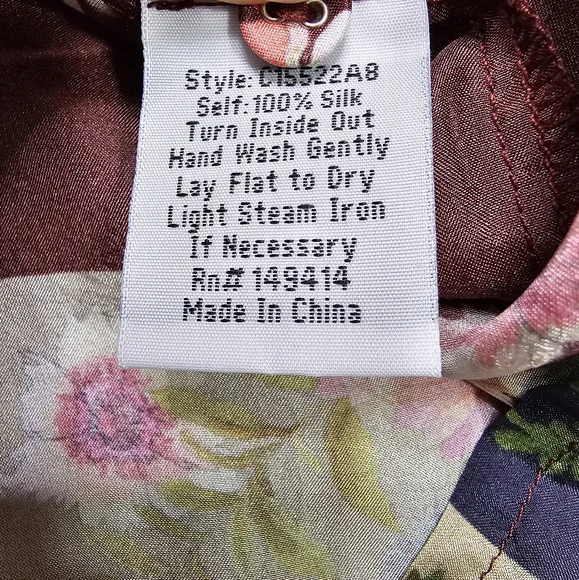 Style: C15522A8
Self:100% Silk
Turn Inside Out
Hand Wash Gently
Lay Flat to Dry
Light Steam Iron
If Necessary
Rn# 149414
Made In China